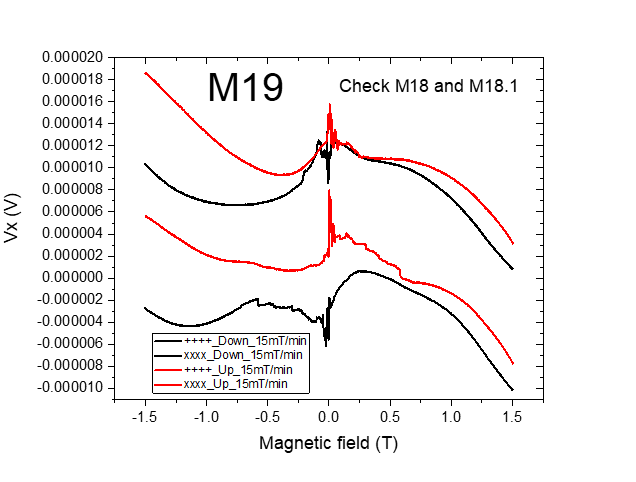 M19
Check M18 and M18.1
Vx (V)
0.000020
0.000018
0.000016
0.000014
0.000012
0.000010
0.000008
0.000006
0.000004
0.000002
0.000000
-0.000002
-0.000004
-0.000006
-0.000008
-0.000010
++++_Down_15mT/min
xxxx_Down_15mT/min
++++_Up_15mT/min
xxxx_Up_15mT/min
-1.5 -1.0 -0.5 0.0 0.5 1.0 1.5
Magnetic field (T)